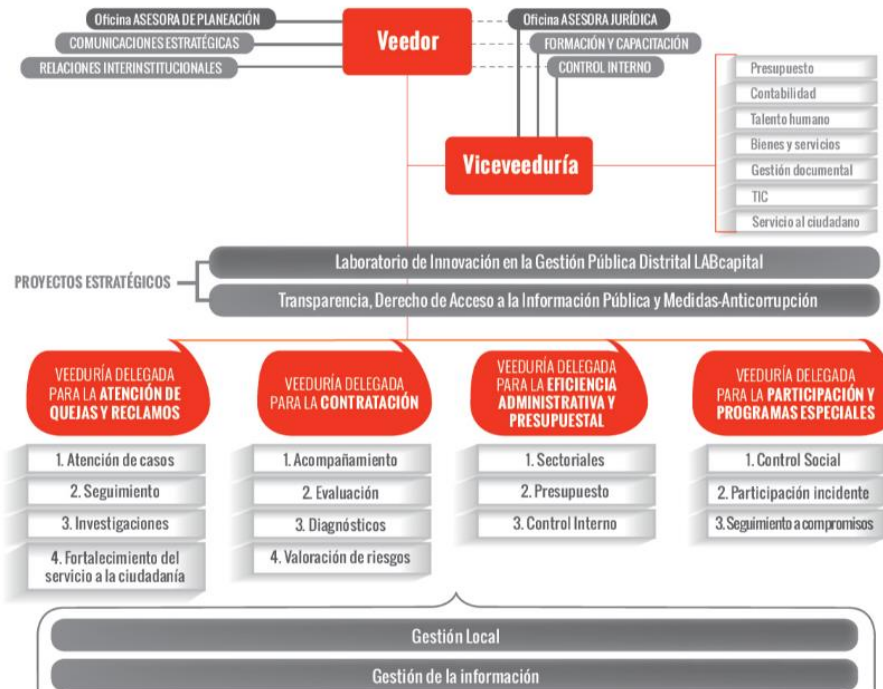 Oficina ASESORA DE PLANEACIÓN
COMUNICACIONES ESTRATÉGICAS
RELACIONES INTERINSTITUCIONALES
Veedor
Oficina ASESORA JURÍDICA
FORMACIÓN Y CAPACITACIÓN
CONTROL INTERNO
Viceveeduría
Presupuesto
Contabilidad
Talento humano
Bienes y servicios
Gestión documental
TIC
Servicio al ciudadano
PROYECTOS ESTRATÉGICOS
Laboratorio de Innovación en la Gestión Pública Distrital LABcapital
Transparencia, Derecho de Acceso a la Información Pública y Medidas-Anticorrupción
VEEDURÍA DELEGADA
PARA LA ATENCIÓN DE
QUEJAS Y RECLAMOS
1. Atención de casos
2. Seguimiento
3. Investigaciones
4. Fortalecimiento del
servicio a la ciudadanía
VEEDURÍA DELEGADA
PARA LA CONTRATACIÓN
1. Acompañamiento
2. Evaluación
3. Diagnósticos
4. Valoración de riesgos
VEEDURÍA DELEGADA
PARA LA EFICIENCIA
ADMINISTRATIVA Y
PRESUPUESTAL
1. Sectoriales
2. Presupuesto
3. Control Interno
VEEDURÍA DELEGADA
PARA LA PARTICIPACIÓN Y
PROGRAMAS ESPECIALES
1. Control Social
2. Participación incidente
3. Seguimiento a compromisos
Gestión Local
Gestión de la información